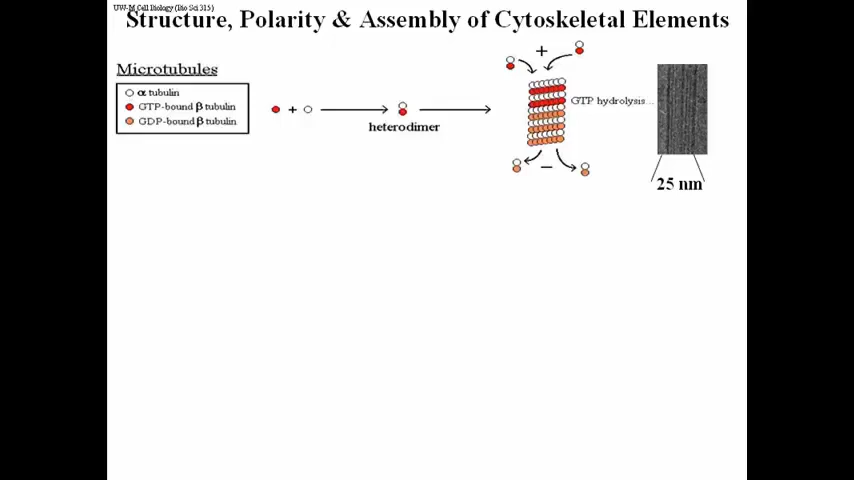 UW-M Cell Biology (Bio Sci 315)
Structure, Polarity & Assembly of Cytoskeletal Elements
Microtubules
α tubulin
GTP-bound β tubulin
GDP-bound β tubulin
+
heterodimer
+
GTP hydrolysis...
−
25 nm